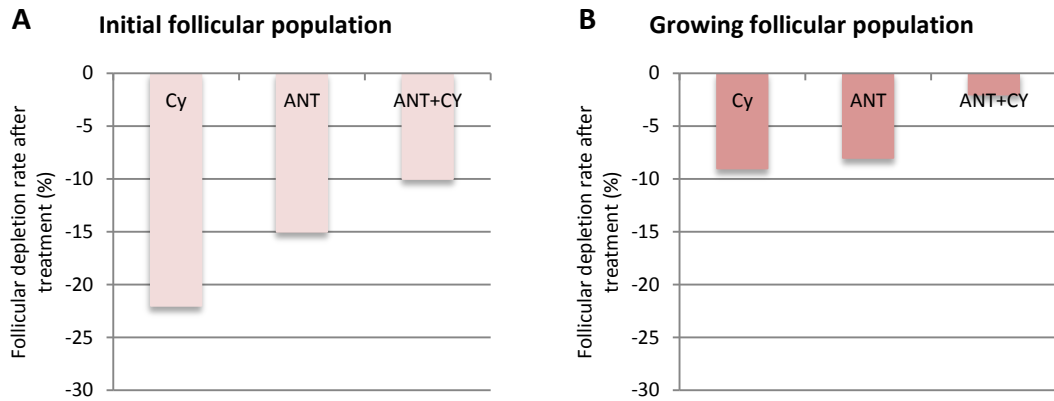 A Initial follicular population
Follicular depletion rate after
treatment (%)
0
-5
-10
-15
-20
-25
-30
Cy ANT ANT+CY
B Growing follicular population
Follicular depletion rate after
treatment (%)
0
-5
-10
-15
-20
-25
-30
Cy ANT ANT+CY